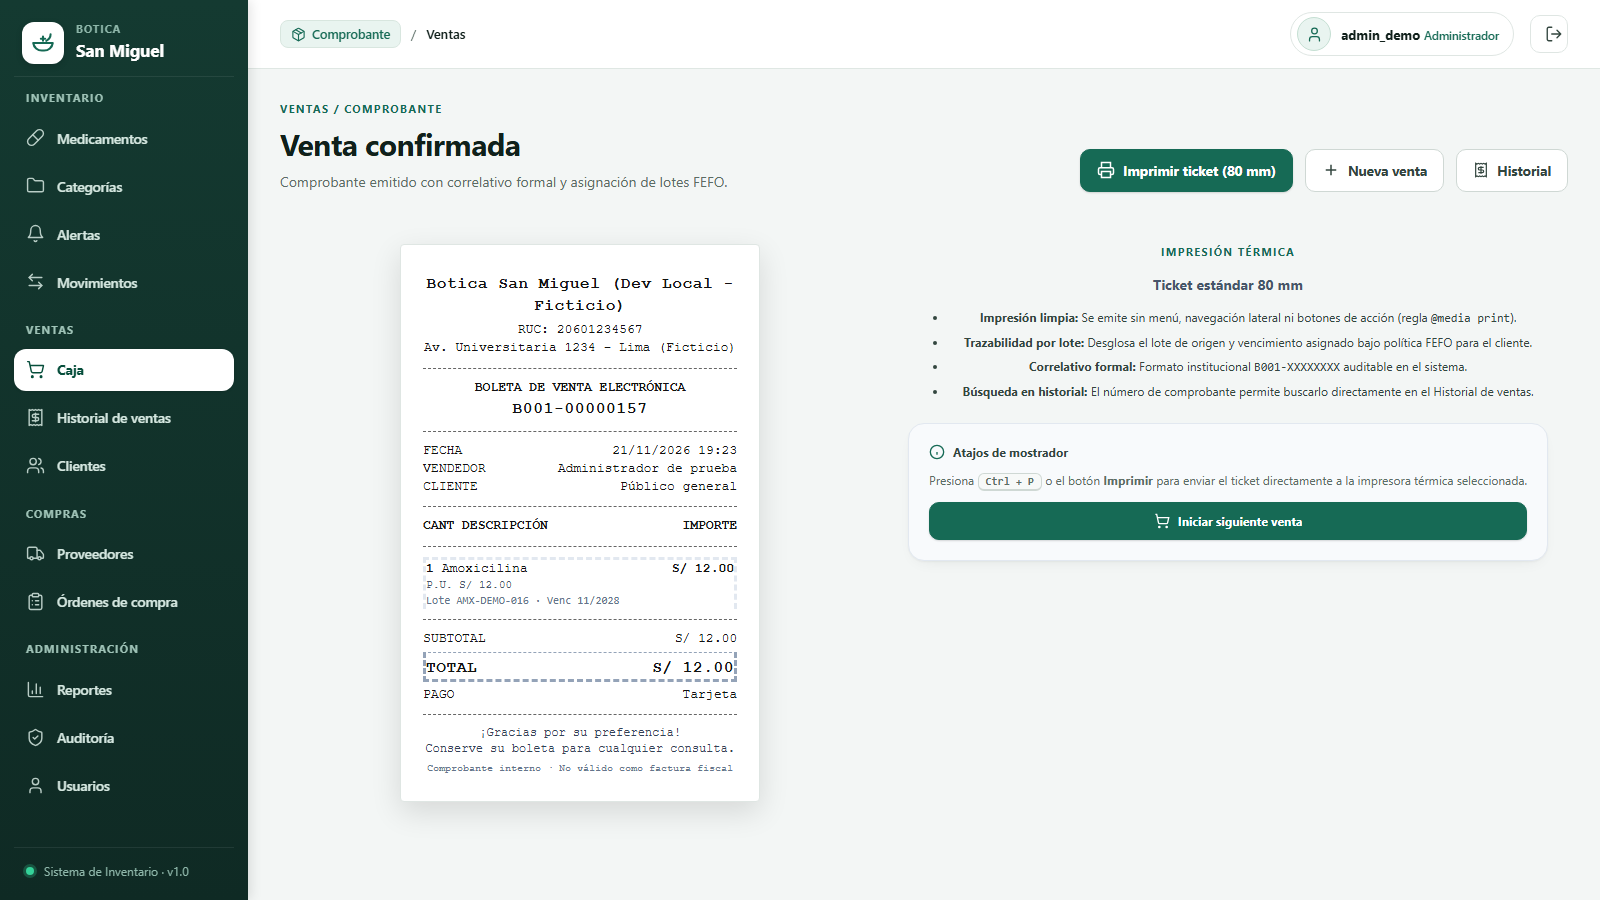 BOTICA
San Miguel
INVENTARIO
Medicamentos
Categorías
Alertas
Movimientos
VENTAS
Caja
Historial de ventas
Clientes
COMPRAS
Proveedores
Órdenes de compra
ADMINISTRACIÓN
Reportes
Auditoría
Usuarios
Sistema de Inventario · v1.0
Comprobante / Ventas
admin_demo Administrador
VENTAS / COMPROBANTE
Venta confirmada
Comprobante emitido con correlativo formal y asignación de lotes FEFO.
Imprimir ticket (80 mm)
Nueva venta
Historial
Botica San Miguel (Dev Local -
Ficticio)
RUC: 20601234567
Av. Universitaria 1234 - Lima (Ficticio)
BOLETA DE VENTA ELECTRÓNICA
B001-00000157
FECHA 21/11/2026 19:23
VENDEDOR Administrador de prueba
CLIENTE Público general
CANT DESCRIPCIÓN IMPORTE
1 Amoxicilina S/ 12.00
P.U. S/ 12.00
Lote AMX-DEMO-016 · Venc 11/2028
SUBTOTAL S/ 12.00
TOTAL S/ 12.00
PAGO Tarjeta
¡Gracias por su preferencia!
Conserve su boleta para cualquier consulta.
Comprobante interno · No válido como factura fiscal
IMPRESIÓN TÉRMICA
Ticket estándar 80 mm
• Impresión limpia: Se emite sin menú, navegación lateral ni botones de acción (regla @media print).
• Trazabilidad por lote: Desglosa el lote de origen y vencimiento asignado bajo política FEFO para el cliente.
• Correlativo formal: Formato institucional B001-XXXXXXXX auditable en el sistema.
• Búsqueda en historial: El número de comprobante permite buscarlo directamente en el Historial de ventas.
Atajos de mostrador
Presiona Ctrl + P o el botón Imprimir para enviar el ticket directamente a la impresora térmica seleccionada.
Iniciar siguiente venta